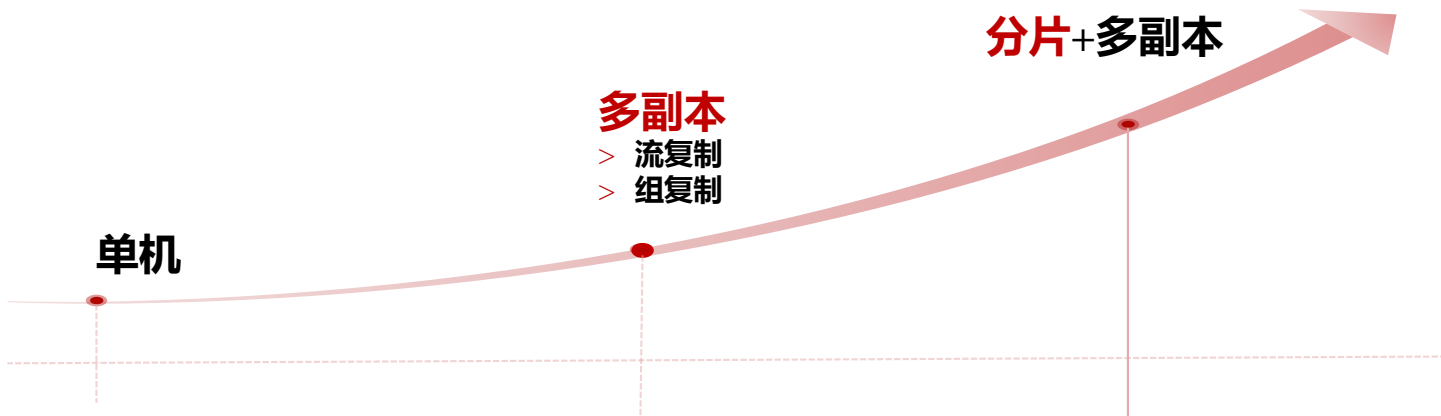 单机
多副本
> 流复制
> 组复制
分片+多副本